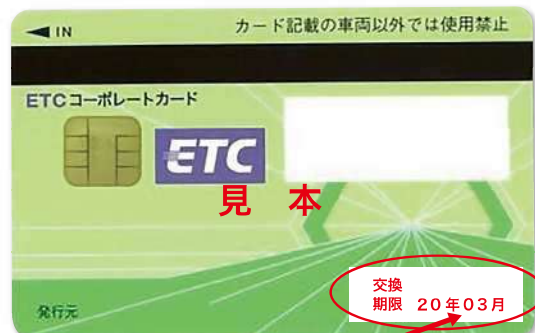 ◀ IN
カード記載の車両以外では使用禁止
ETCコーポレートカード
ETC
見 本
交換
期限 20年03月
発行元